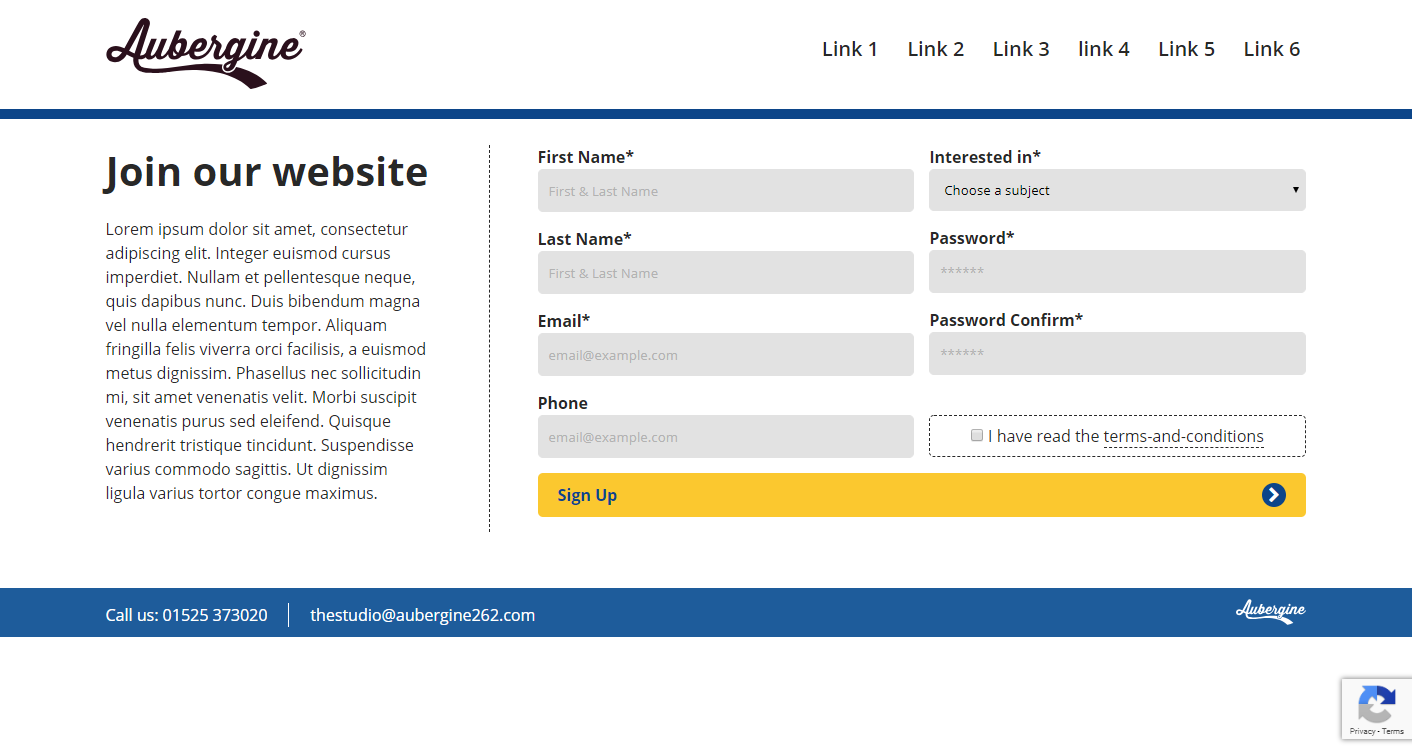 Aubergine®
Link 1 Link 2 Link 3 link 4 Link 5 Link 6
Join our website
Lorem ipsum dolor sit amet, consectetur
adipiscing elit. Integer euismod cursus
imperdiet. Nullam et pellentesque neque,
quis dapibus nunc. Duis bibendum magna
vel nulla elementum tempor. Aliquam
fringilla felis viverra orci facilisis, a euismod
metus dignissim. Phasellus nec sollicitudin
mi, sit amet venenatis velit. Morbi suscipit
venenatis purus sed eleifend. Quisque
hendrerit tristique tincidunt. Suspendisse
varius commodo sagittis. Ut dignissim
ligula varius tortor congue maximus.
First Name*
First & Last Name
Last Name*
First & Last Name
Email*
email@example.com
Phone
email@example.com
Interested in*
Choose a subject
Password*
******
Password Confirm*
******
I have read the terms-and-conditions
Sign Up
Call us: 01525 373020
thestudio@aubergine262.com
Aubergine
Privacy - Terms